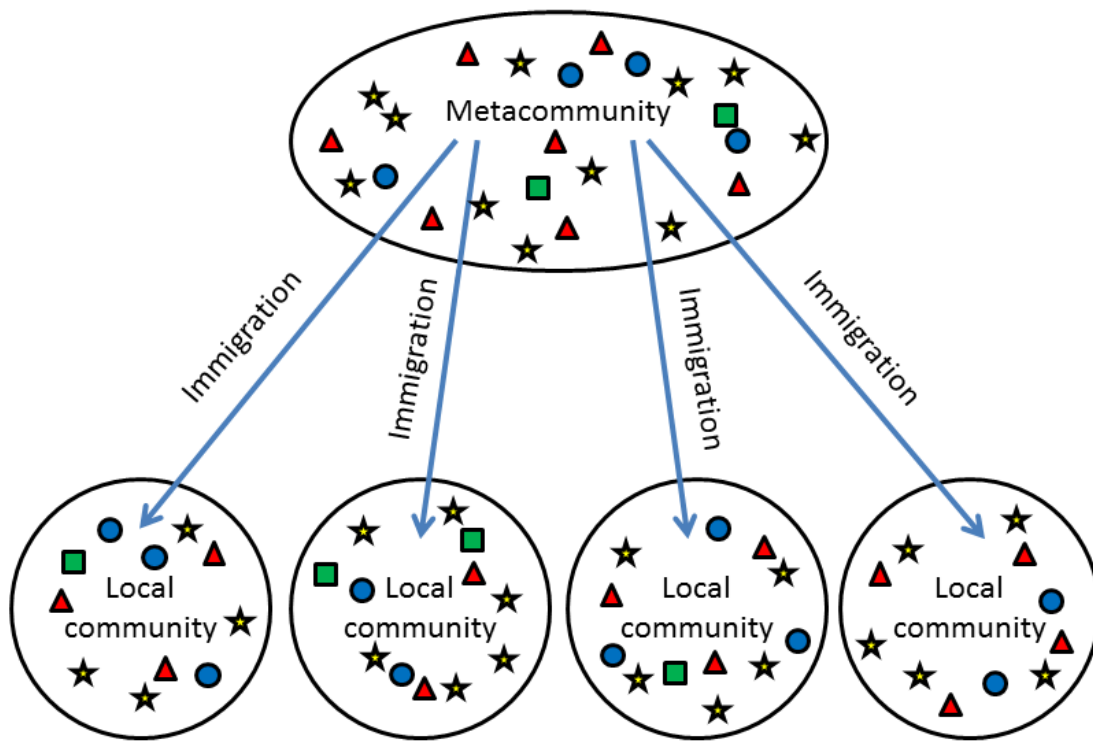 Metacommunity
Immigration
Immigration
Immigration
Immigration
Local
community
Local
community
Local
community
Local
community